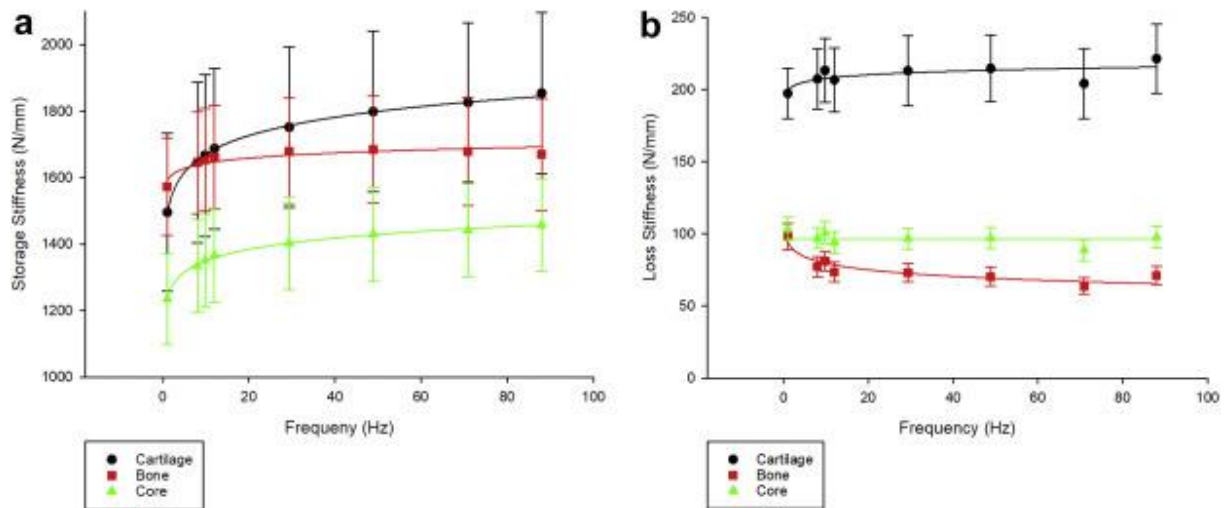 a
2000
1800
1600
1400
1200
1000
Storage Stiffness (N/mm)
0 20 40 60 80 100
Frequeny (Hz)
Cartilage
Bone
Core
b
250
200
150
100
50
0
Loss Stiffness (N/mm)
0 20 40 60 80 100
Frequency (Hz)
Cartilage
Bone
Core